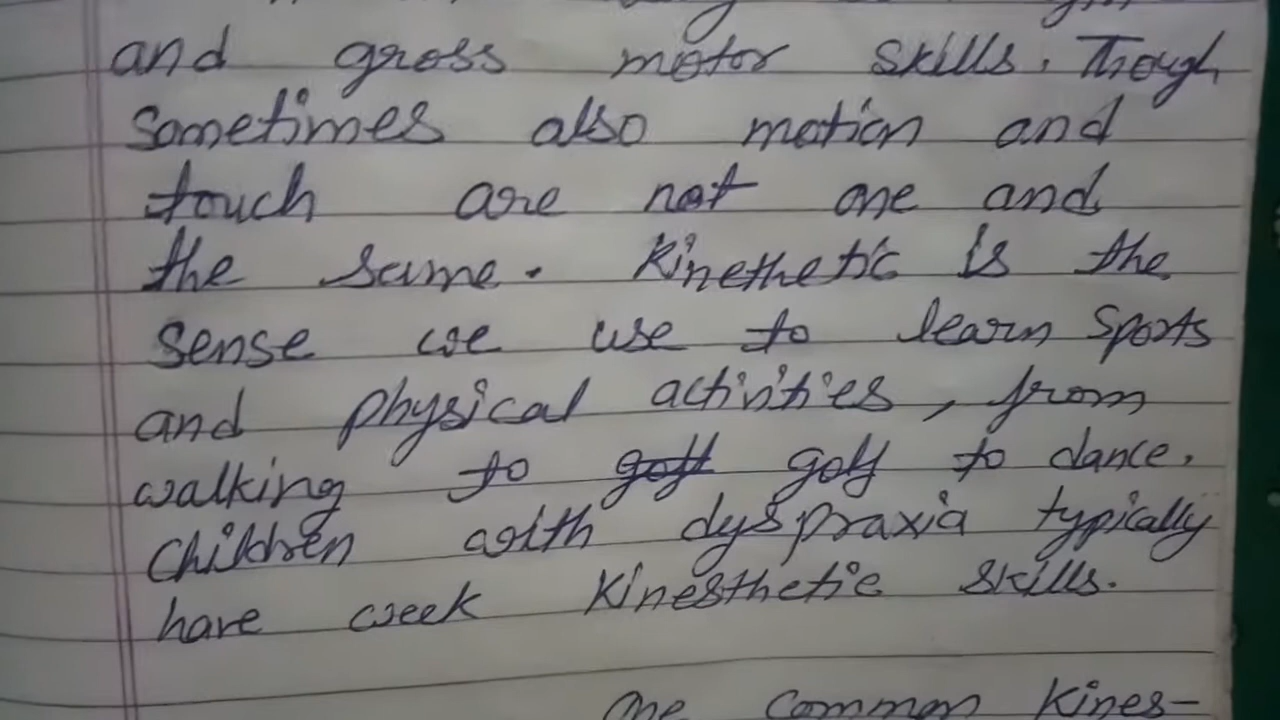 and gross motor skills. Though
sometimes also motion and
touch are not one and
the same. Kinethetic is the
sense we use to learn sports
and physical activities, from
walking to golf golf to dance.
Children with dyspraxia typically
have week Kinesthetic skills.
One common Kines-